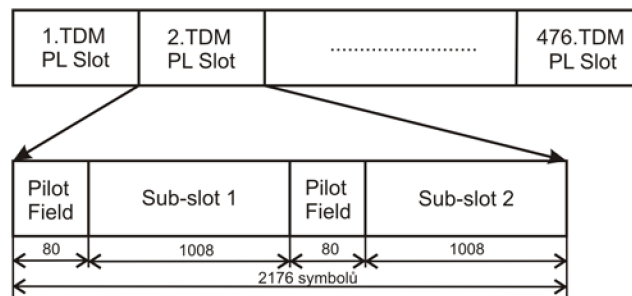 1.TDM
PL Slot
2.TDM
PL Slot
...........................
476.TDM
PL Slot
Pilot
Field
Sub-slot 1
Pilot
Field
Sub-slot 2
80
1008
80
1008
2176 symbolů